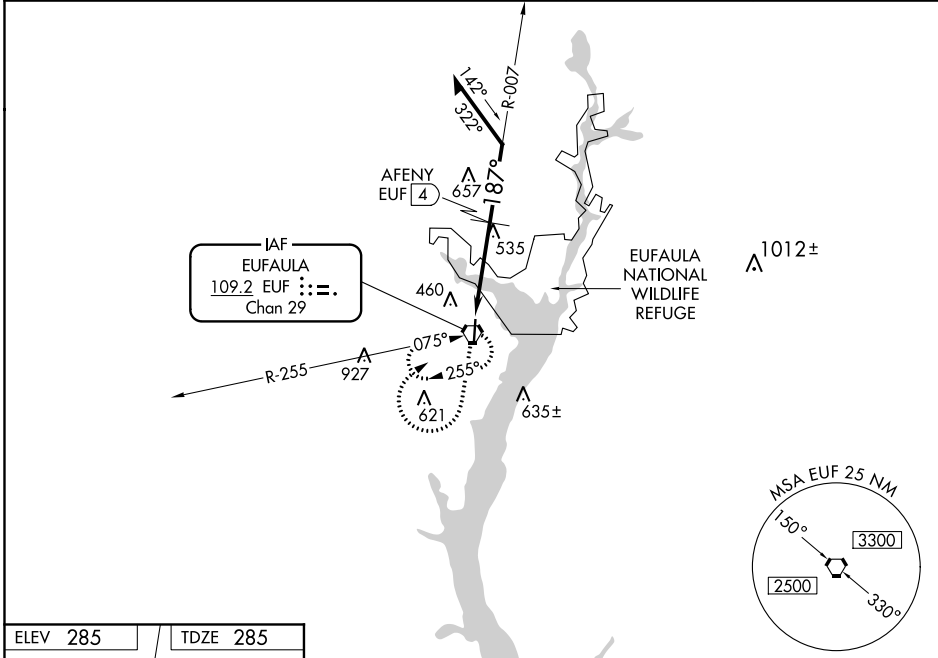 R-007
142°
322°
187°
AFENY
EUF 4
657
535
IAF
EUFAULA
109.2 EUF
Chan 29
460
EUFAULA
NATIONAL
WILDLIFE
REFUGE
1012±
075°
255°
R-255
927
621
635±
MSA EUF 25 NM
150°
3300
2500
330°
ELEV 285
TDZE 285